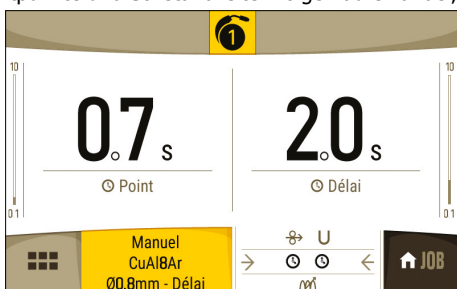 1
10
0.7 s
2.0 s
10
Point
Délai
0.1
0.1
Manuel
CuAl8Ar
Ø0.8mm - Délai
U
JOB